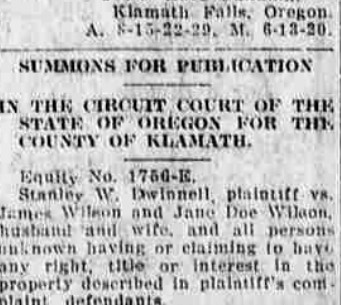 Klamath Falls, Oregon.
A. 8-15-22-29, M. 6-13-20.
SUMMONS FOR PUBLICATION
IN THE CIRCUIT COURT OF THE
STATE OF OREGON FOR THE
COUNTY OF KLAMATH.
Equity No. 1756-E.
Stanley W. Dwinnell, plaintiff vs.
James Wilson and Jane Doe Wilson,
husband and wife, and all persons
unknown having or claiming to have
any right, title or interest in the
property described in plaintiff's com-
plaint, defendants.